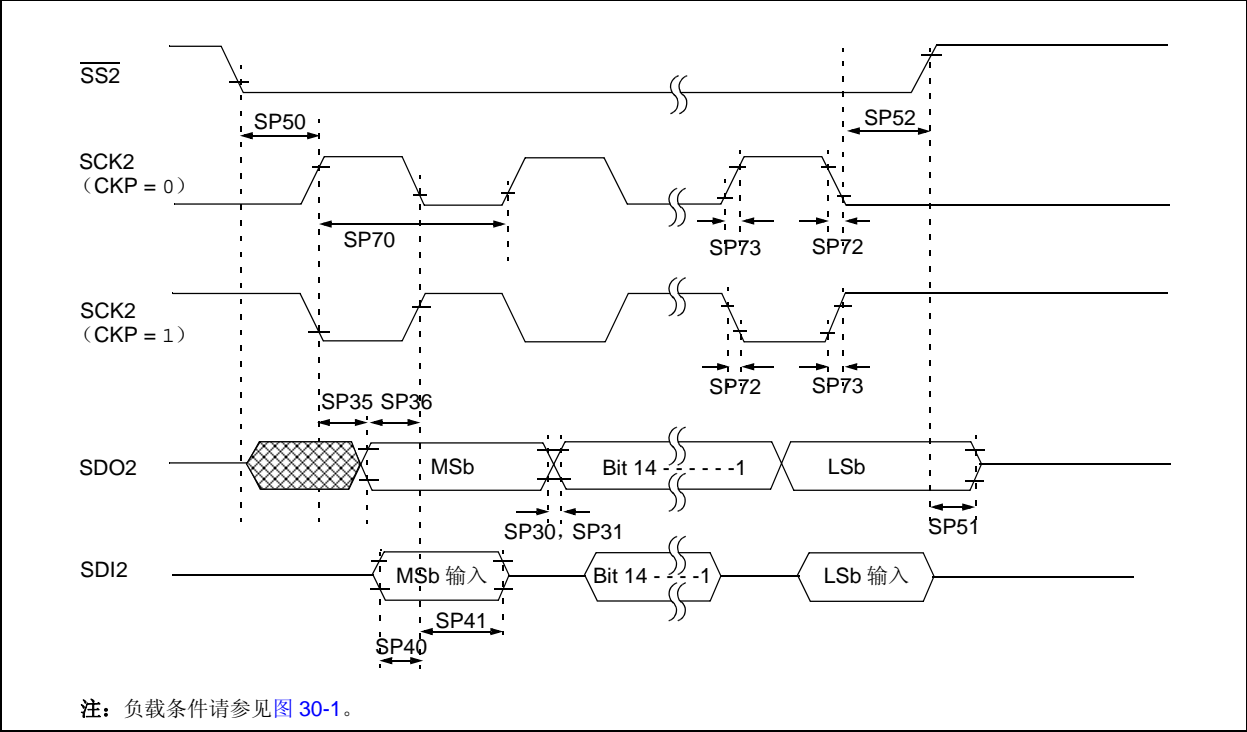 SS2
SP50
SP52
SCK2
（CKP = 0）
SP70
SP73
SP72
SCK2
（CKP = 1）
SP72
SP73
SP35
SP36
SDO2
MSb
Bit 14 - - - - - -1
LSb
SP30，SP31
SP51
SDI2
MSb 输入
Bit 14 - - - -1
LSb 输入
SP41
SP40
注：负载条件请参见图 30-1。